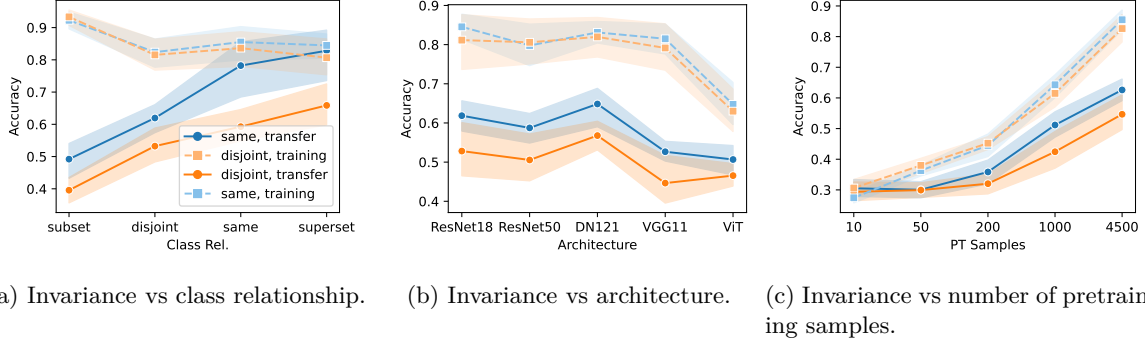 0.9
0.8
0.7
0.6
0.5
0.4
Accuracy
subset disjoint same superset
Class Rel.
same, transfer
disjoint, training
disjoint, transfer
same, training
a) Invariance vs class relationship.
0.9
0.8
0.7
0.6
0.5
0.4
Accuracy
ResNet18 ResNet50 DN121 VGG11 ViT
Architecture
(b) Invariance vs architecture.
0.9
0.8
0.7
0.6
0.5
0.4
0.3
Accuracy
10 50 200 1000 4500
PT Samples
(c) Invariance vs number of pretrain
ing samples.